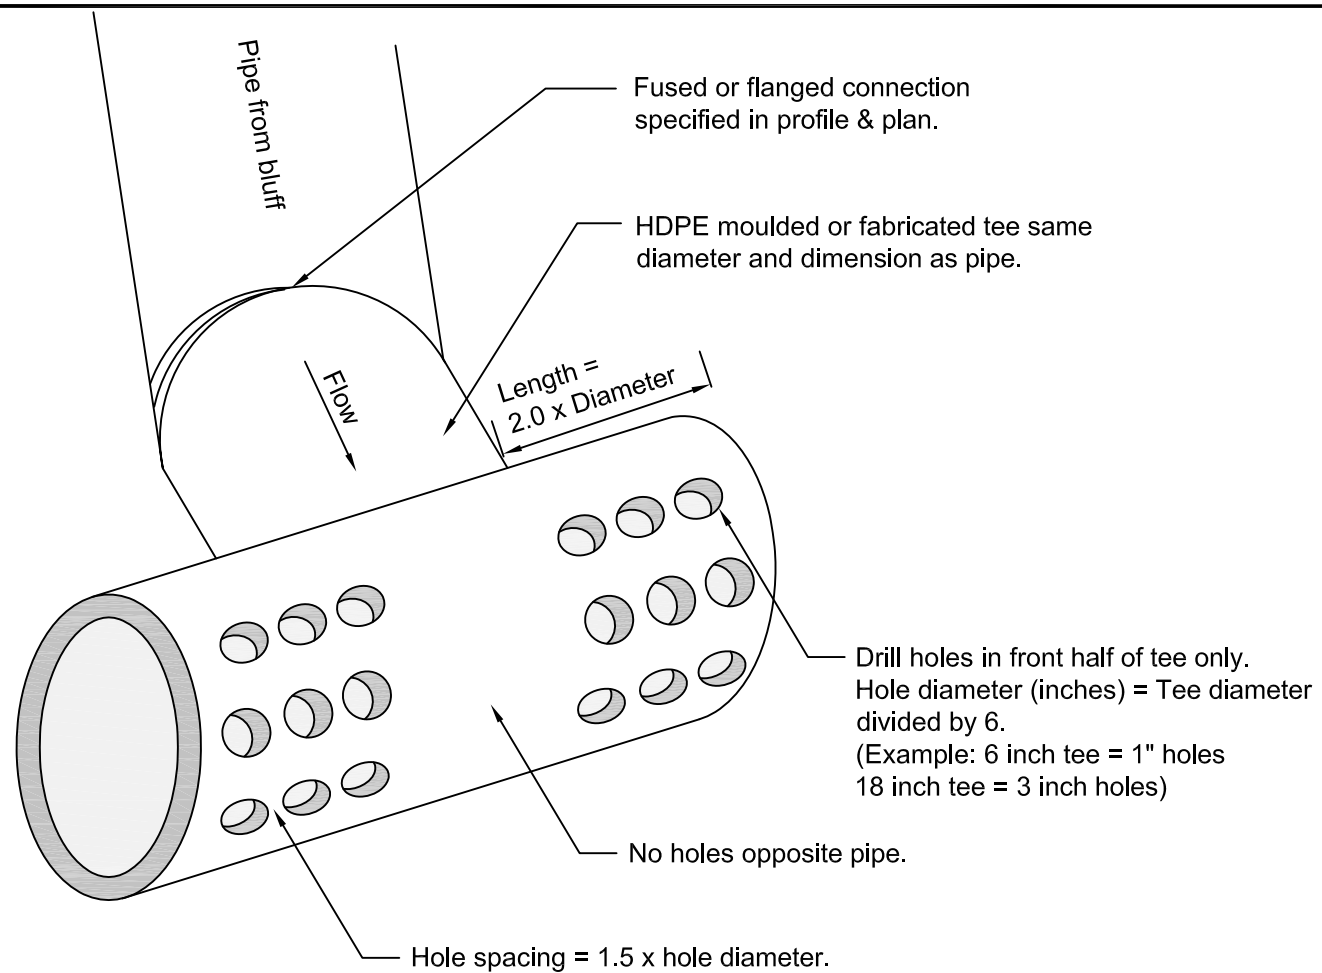 Pipe from bluff
Fused or flanged connection
specified in profile & plan.
HDPE moulded or fabricated tee same
diameter and dimension as pipe.
Flow
Length =
2.0 x Diameter
Drill holes in front half of tee only.
Hole diameter (inches) = Tee diameter
divided by 6.
(Example: 6 inch tee = 1" holes
18 inch tee = 3 inch holes)
No holes opposite pipe.
Hole spacing = 1.5 x hole diameter.